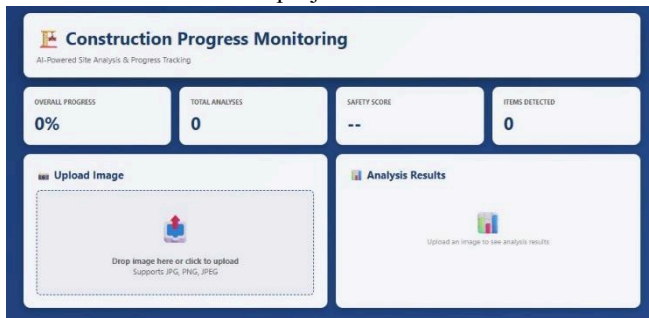 Construction Progress Monitoring
AI-Powered Site Analysis & Progress Tracking
OVERALL PROGRESS
0%
TOTAL ANALYSES
0
SAFETY SCORE
--
ITEMS DETECTED
0
Upload Image
Drop image here or click to upload
Supports JPG, PNG, JPEG
Analysis Results
Upload an image to see analysis results